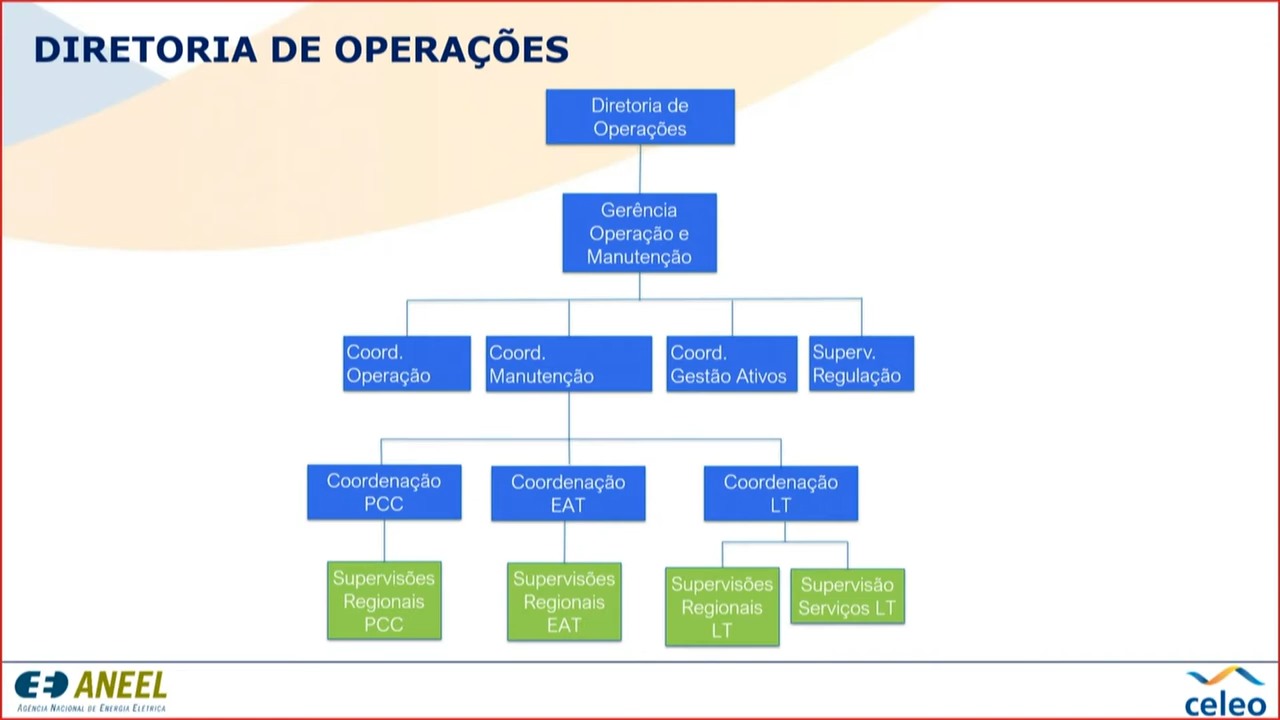 DIRETORIA DE OPERAÇÕES
Diretoria de
Operações
Gerência
Operação e
Manutenção
Coord.
Operação
Coord.
Manutenção
Coord.
Gestão Ativos
Superv.
Regulação
Coordenação
PCC
Coordenação
EAT
Coordenação
LT
Supervisões
Regionais
PCC
Supervisões
Regionais
EAT
Supervisões
Regionais
LT
Supervisão
Serviços LT
ANEEL
AGÊNCIA NACIONAL DE ENERGIA ELÉTRICA
celeo